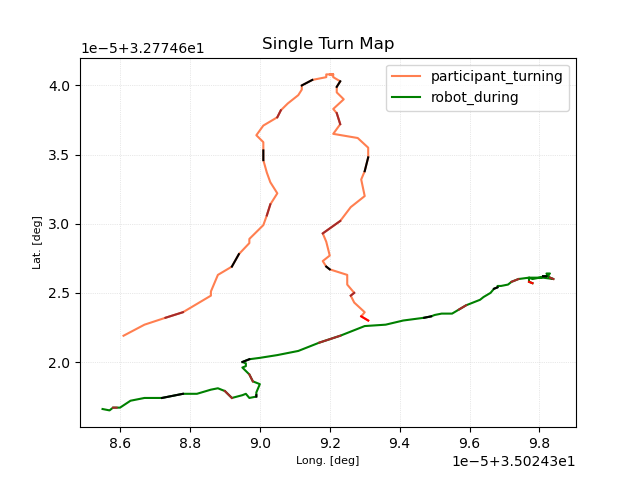 Single Turn Map
1e−5+3.27746e1
participant_turning
robot_during
4.0
3.5
3.0
2.5
2.0
Lat. [deg]
8.6 8.8 9.0 9.2 9.4 9.6 9.8
Long. [deg]
1e−5+3.50243e1